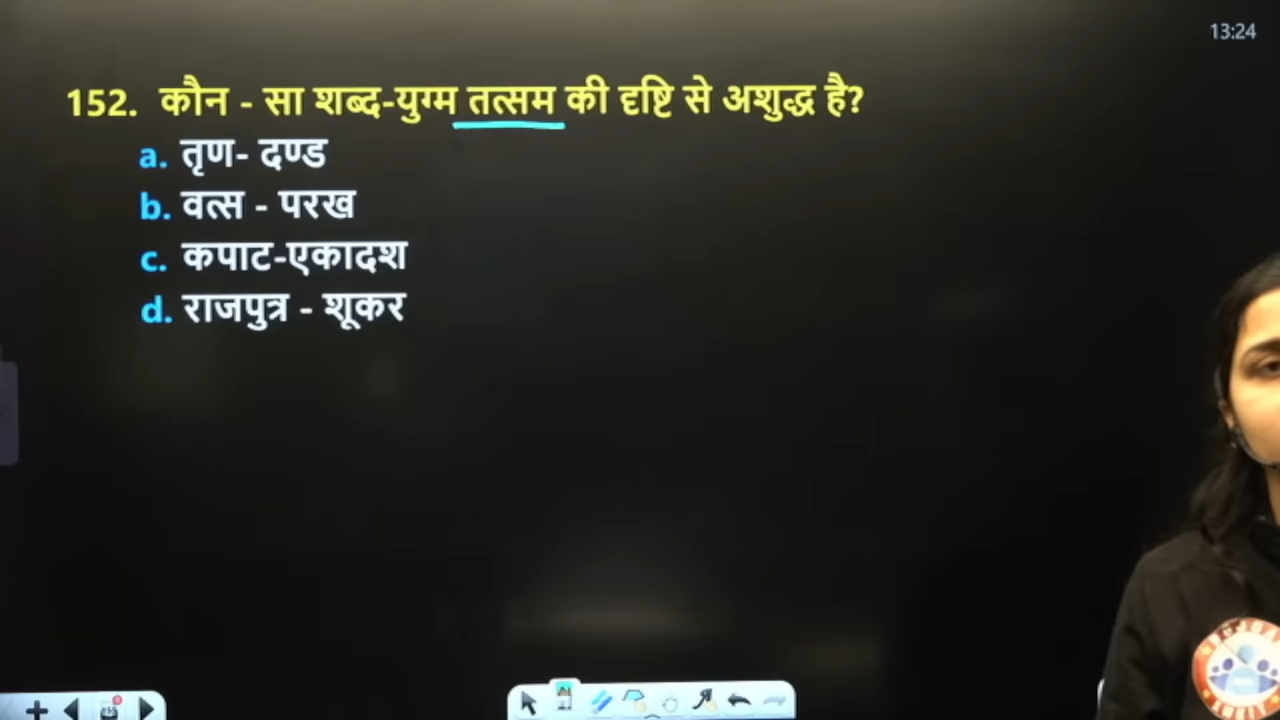 13:24
152. कौन - सा शब्द-युग्म तत्सम की दृष्टि से अशुद्ध है?
a. तृण- दण्ड
b. वत्स - परख
c. कपाट-एकादश
d. राजपुत्र - शूकर